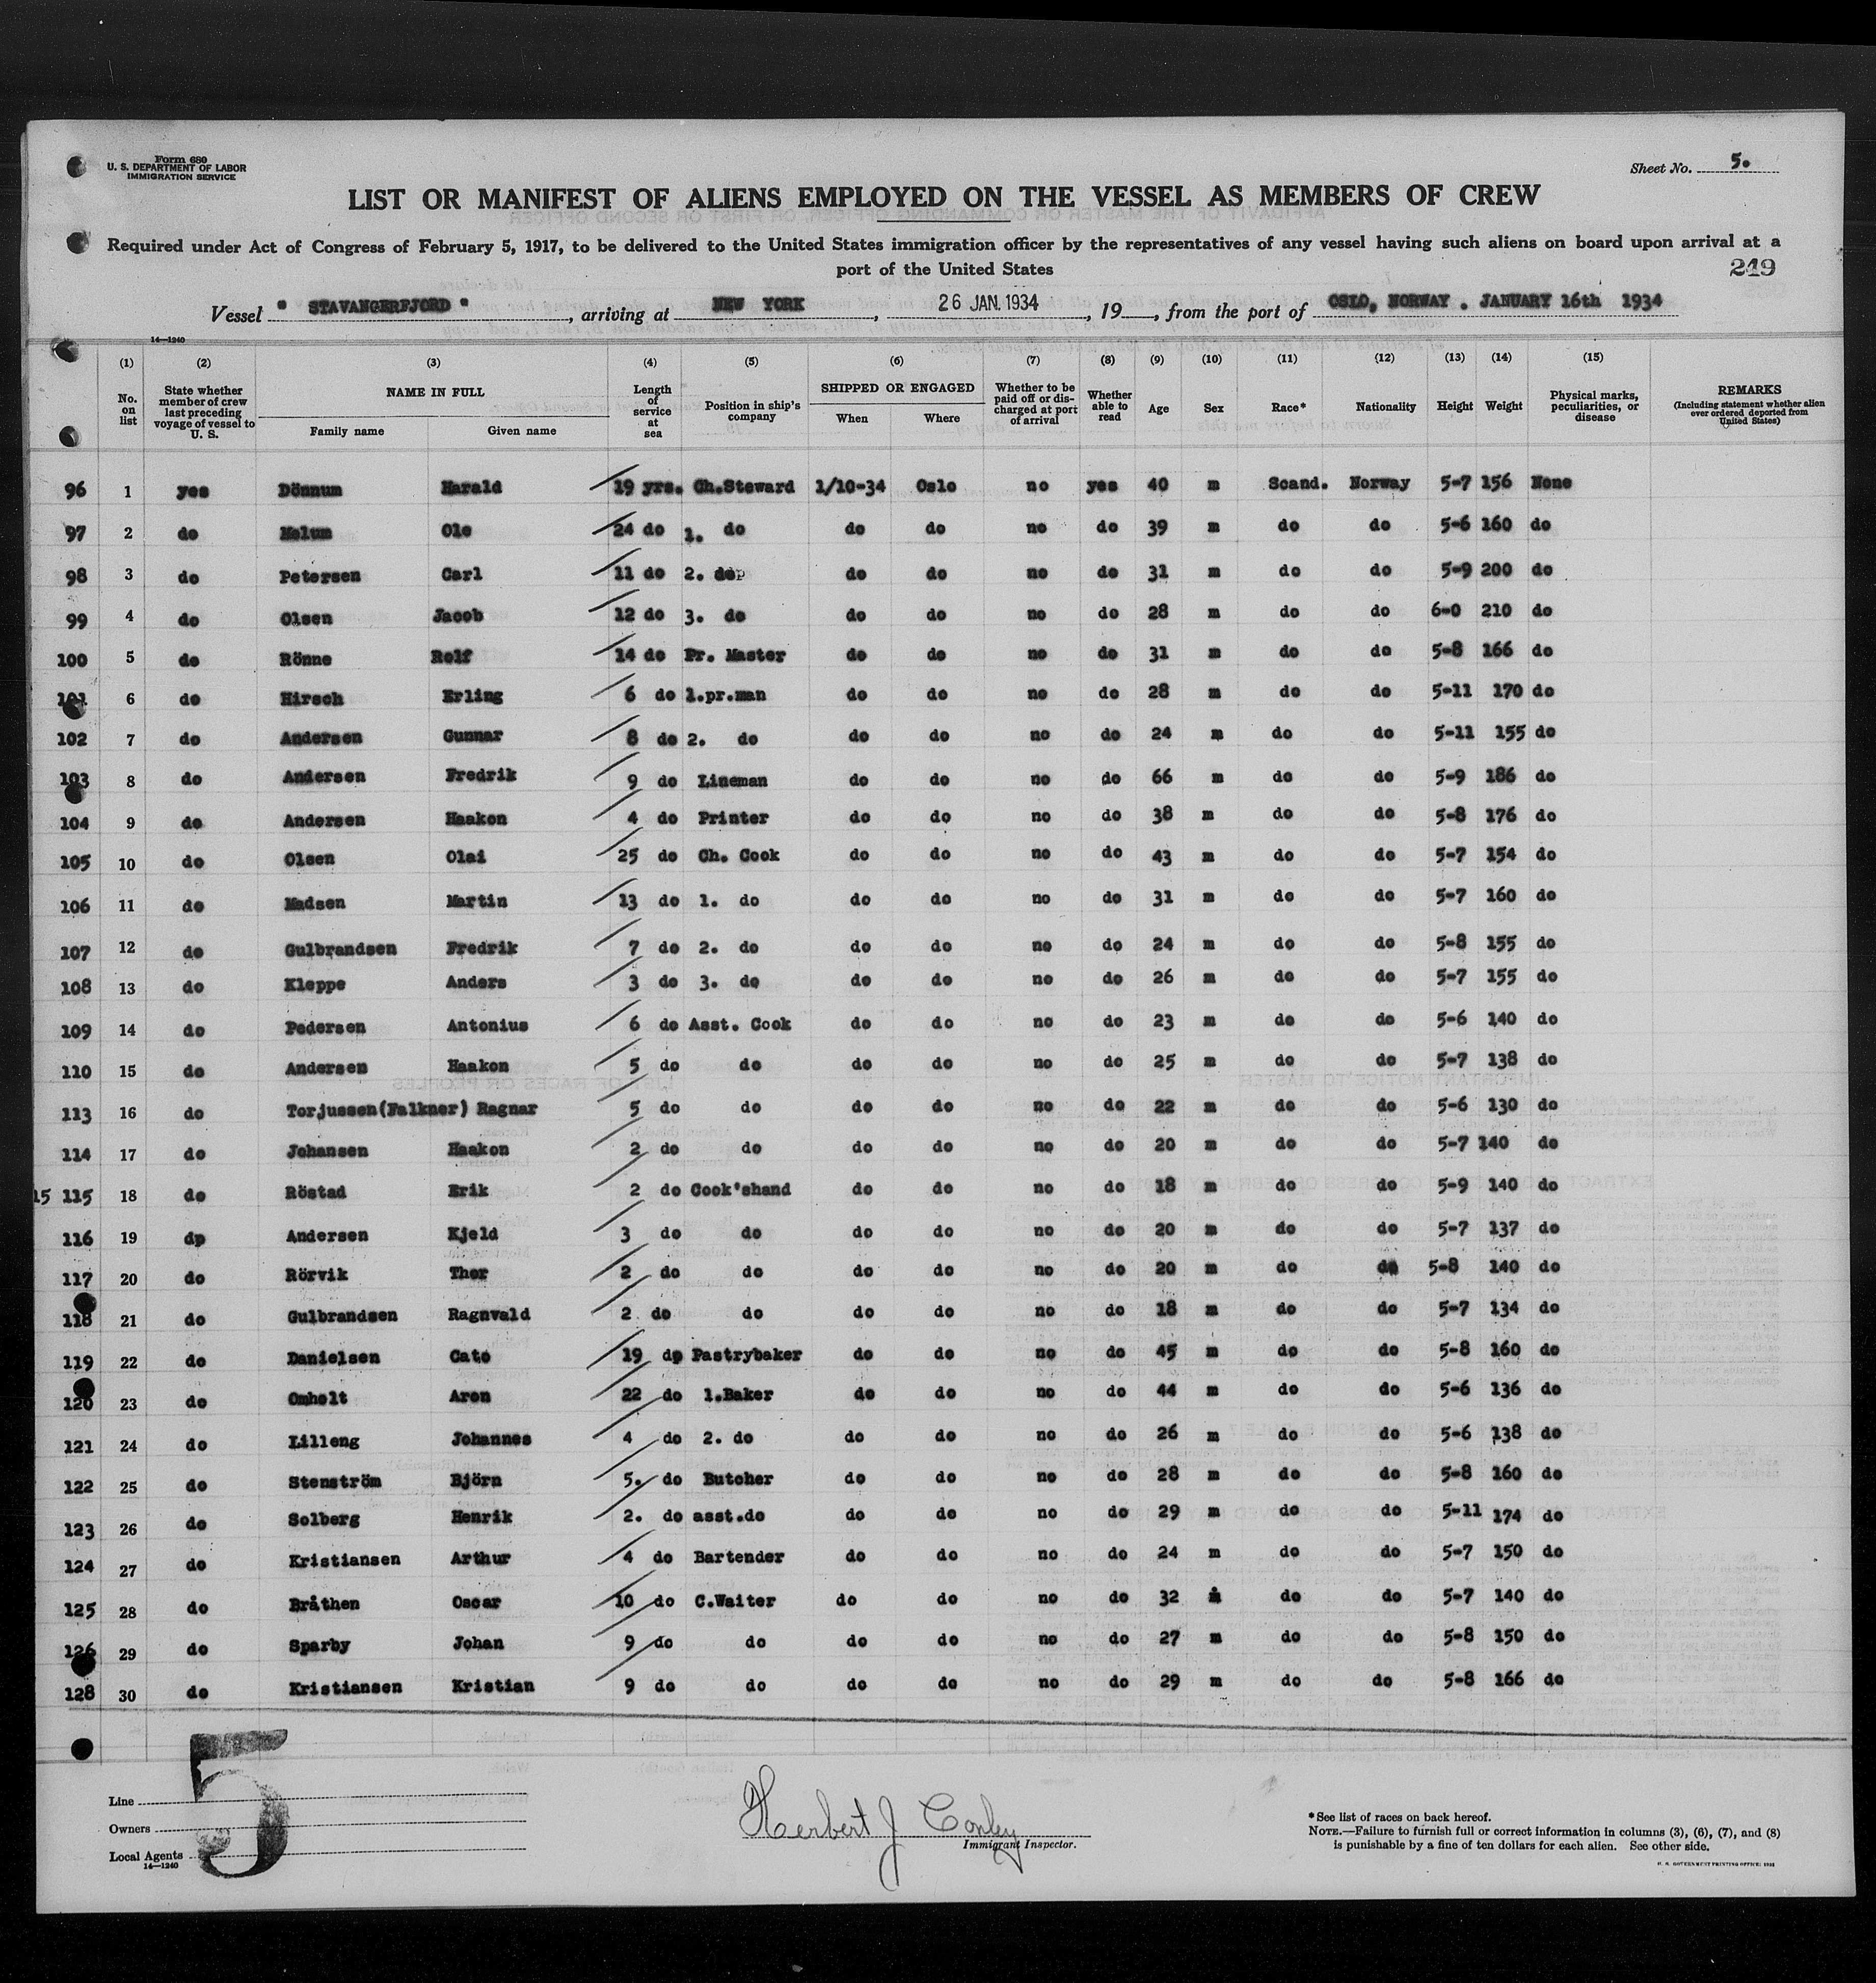 Form 680
U. S. DEPARTMENT OF LABOR
IMMIGRATION SERVICE
Sheet No. 5.
LIST OR MANIFEST OF ALIENS EMPLOYED ON THE VESSEL AS MEMBERS OF CREW
Required under Act of Congress of February 5, 1917, to be delivered to the United States immigration officer by the representatives of any vessel having such aliens on board upon arrival at a
port of the United States
249
Vessel " STAVANGERFJORD ", arriving at NEW YORK, 26 JAN. 1934, 19__, from the port of OSLO, NORWAY . JANUARY 16th 1934
14—1240
(1) (2) (3) (4) (5) (6) (7) (8) (9) (10) (11) (12) (13) (14) (15)
No. on list State whether member of crew last preceding voyage of vessel to U. S. NAME IN FULL Family name Given name Length of service at sea Position in ship's company SHIPPED OR ENGAGED When Where Whether to be paid off or discharged at port of arrival Whether able to read Age Sex Race* Nationality Height Weight Physical marks, peculiarities, or disease REMARKS (Including statement whether alien ever ordered deported from United States)
96 1 yes Dönnum Harald 19 yrs. Ch.Steward 1/10-34 Oslo no yes 40 m Scand. Norway 5-7 156 None
97 2 do Melum Ole 24 do 1. do do do no do 39 m do do 5-6 160 do
98 3 do Petersen Carl 11 do 2. do do do no do 31 m do do 5-9 200 do
99 4 do Olsen Jacob 12 do 3. do do do no do 28 m do do 6-0 210 do
100 5 do Rönne Rolf 14 do Pr. Master do do no do 31 m do do 5-8 166 do
101 6 do Hirsch Erling 6 do 1.pr.man do do no do 28 m do do 5-11 170 do
102 7 do Andersen Gunnar 8 do 2. do do do no do 24 m do do 5-11 155 do
103 8 do Andersen Fredrik 9 do Lineman do do no do 66 m do do 5-9 186 do
104 9 do Andersen Haakon 4 do Printer do do no do 38 m do do 5-8 176 do
105 10 do Olsen Olai 25 do Ch. Cook do do no do 43 m do do 5-7 154 do
106 11 do Madsen Martin 13 do 1. do do do no do 31 m do do 5-7 160 do
107 12 do Gulbrandsen Fredrik 7 do 2. do do do no do 24 m do do 5-8 155 do
108 13 do Kleppe Anders 3 do 3. do do do no do 26 m do do 5-7 155 do
109 14 do Pedersen Antonius 6 do Asst. Cook do do no do 23 m do do 5-6 140 do
110 15 do Andersen Haakon 5 do do do do no do 25 m do do 5-7 138 do
113 16 do Torjussen(Falkner) Ragnar 5 do do do do no do 22 m do do 5-6 130 do
114 17 do Johansen Haakon 2 do do do do no do 20 m do do 5-7 140 do
15 115 18 do Röstad Erik 2 do Cook'shand do do no do 18 m do do 5-9 140 do
116 19 dp Andersen Kjeld 3 do do do do no do 20 m do do 5-7 137 do
117 20 do Rörvik Thor 2 do do do do no do 20 m do do 5-8 140 do
118 21 do Gulbrandsen Ragnvald 2 do do do do no do 18 m do do 5-7 134 do
119 22 do Danielsen Cato 19 dp Pastrybaker do do no do 45 m do do 5-8 160 do
120 23 do Omholt Aron 22 do 1.Baker do do no do 44 m do do 5-6 136 do
121 24 do Lilleng Johannes 4 do 2. do do do no do 26 m do do 5-6 138 do
122 25 do Stenström Björn 5. do Butcher do do no do 28 m do do 5-8 160 do
123 26 do Solberg Henrik 2. do asst.do do do no do 29 m do do 5-11 174 do
124 27 do Kristiansen Arthur 4 do Bartender do do no do 24 m do do 5-7 150 do
125 28 do Bråthen Oscar 10 do C.Waiter do do no do 32 m do do 5-7 140 do
126 29 do Sparby Johan 9 do do do do no do 27 m do do 5-8 150 do
128 30 do Kristiansen Kristian 9 do do do do no do 29 m do do 5-8 166 do
5
Line
Owners
Local Agents
14—1240
Herbert J Conley
Immigrant Inspector.
*See list of races on back hereof.
NOTE.—Failure to furnish full or correct information in columns (3), (6), (7), and (8)
is punishable by a fine of ten dollars for each alien. See other side.